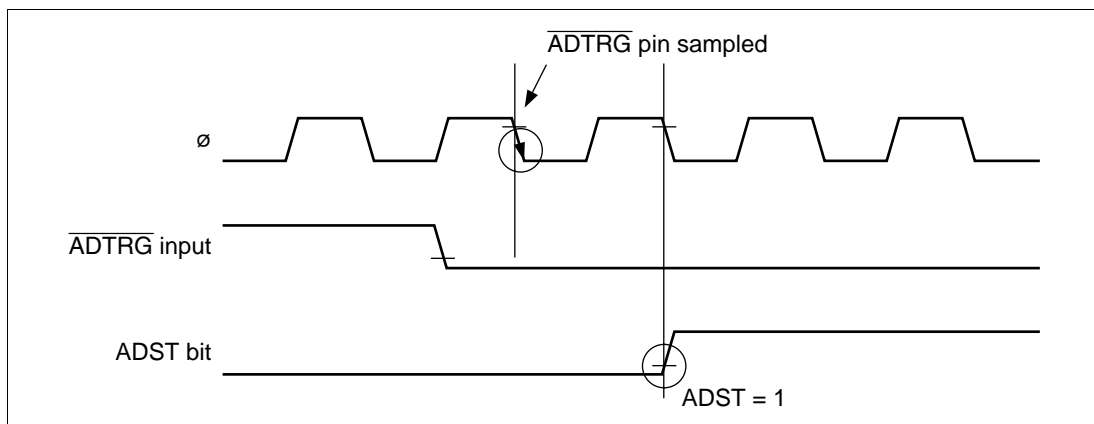 ADTRG pin sampled
ø
ADTRG input
ADST bit
ADST = 1